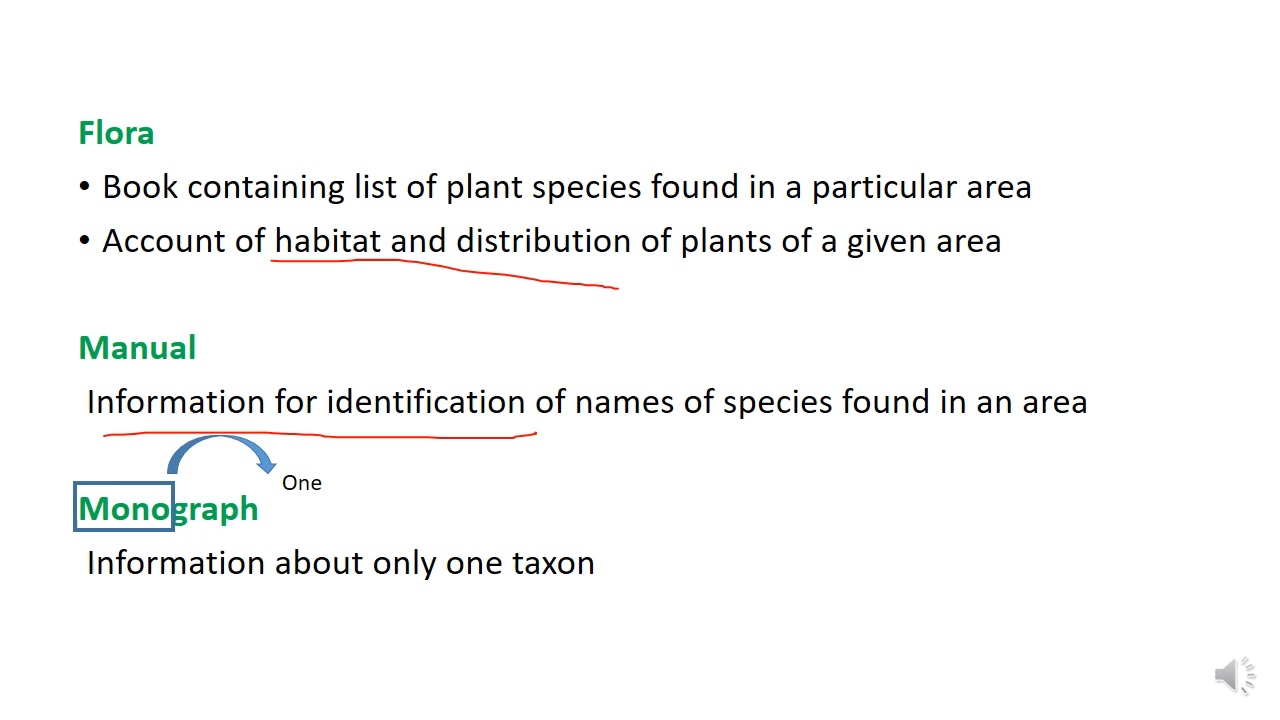 Flora
• Book containing list of plant species found in a particular area
• Account of habitat and distribution of plants of a given area
Manual
Information for identification of names of species found in an area
One
Monograph
Information about only one taxon